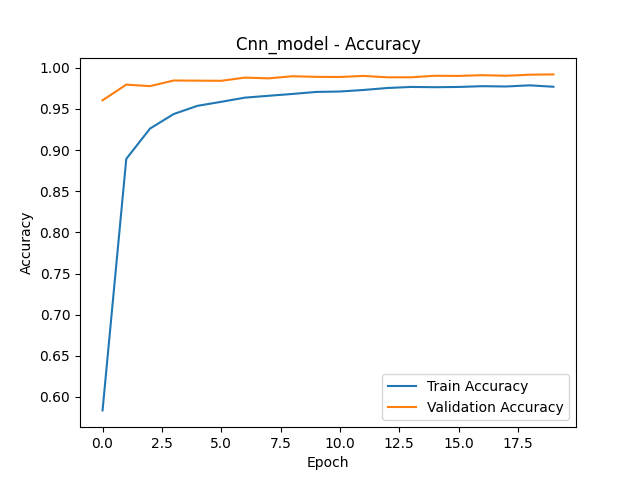 Cnn_model - Accuracy
1.00
0.95
0.90
0.85
0.80
0.75
0.70
0.65
0.60
Accuracy
Train Accuracy
Validation Accuracy
0.0 2.5 5.0 7.5 10.0 12.5 15.0 17.5
Epoch